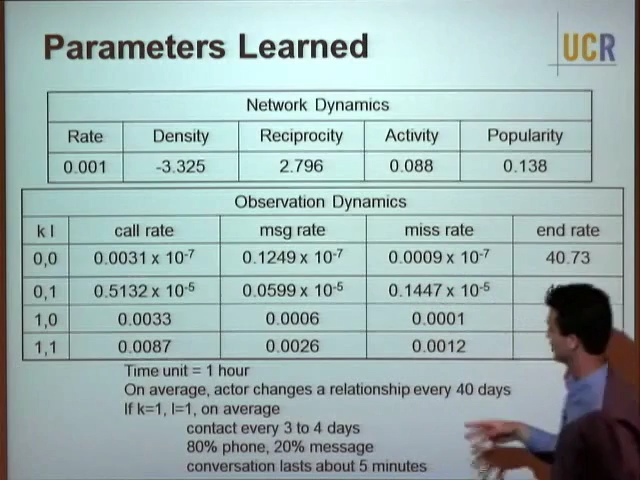 Parameters Learned
UCR
Network Dynamics
Rate Density Reciprocity Activity Popularity
0.001 -3.325 2.796 0.088 0.138
Observation Dynamics
k l call rate msg rate miss rate end rate
0,0 0.0031 x 10⁻⁷ 0.1249 x 10⁻⁷ 0.0009 x 10⁻⁷ 40.73
0,1 0.5132 x 10⁻⁵ 0.0599 x 10⁻⁵ 0.1447 x 10⁻⁵
1,0 0.0033 0.0006 0.0001
1,1 0.0087 0.0026 0.0012
Time unit = 1 hour
On average, actor changes a relationship every 40 days
If k=1, l=1, on average
contact every 3 to 4 days
80% phone, 20% message
conversation lasts about 5 minutes